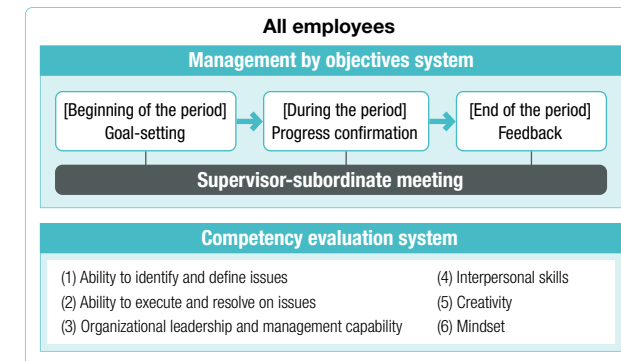 All employees
Management by objectives system
[Beginning of the period]
Goal-setting
[During the period]
Progress confirmation
[End of the period]
Feedback
Supervisor-subordinate meeting
Competency evaluation system
(1) Ability to identify and define issues
(2) Ability to execute and resolve on issues
(3) Organizational leadership and management capability
(4) Interpersonal skills
(5) Creativity
(6) Mindset